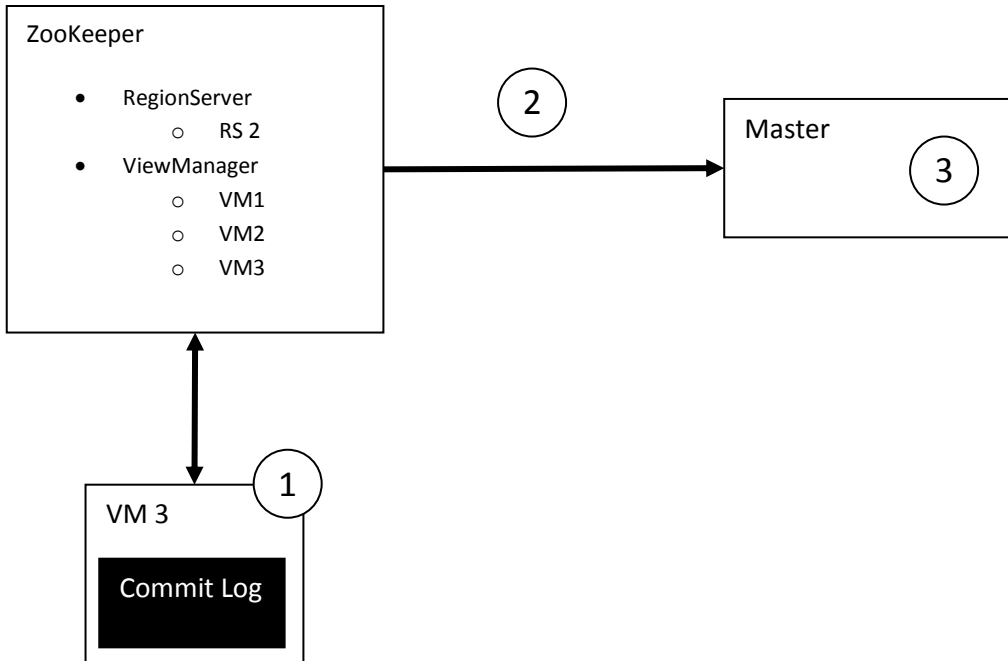 ZooKeeper
• RegionServer
o RS 2
• ViewManager
o VM1
o VM2
o VM3
2
Master
3
1
VM 3
Commit Log